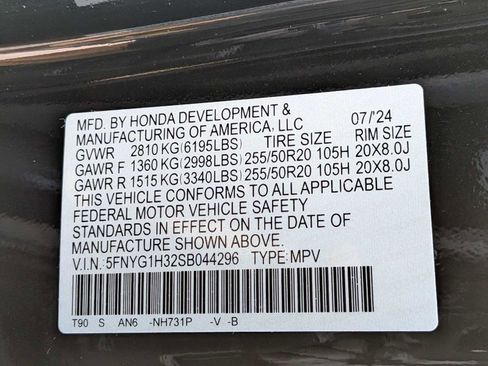 MFD. BY HONDA DEVELOPMENT & 07/'24
MANUFACTURING OF AMERICA, LLC
GVWR 2810 KG(6195LBS) TIRE SIZE RIM SIZE
GAWR F 1360 KG(2998LBS) 255/50R20 105H 20X8.0J
GAWR R 1515 KG(3340LBS) 255/50R20 105H 20X8.0J
THIS VEHICLE CONFORMS TO ALL APPLICABLE
FEDERAL MOTOR VEHICLE SAFETY
STANDARDS IN EFFECT ON THE DATE OF
MANUFACTURE SHOWN ABOVE.
V.I.N.:5FNYG1H32SB044296 TYPE:MPV
T90 S AN6 -NH731P -V -B